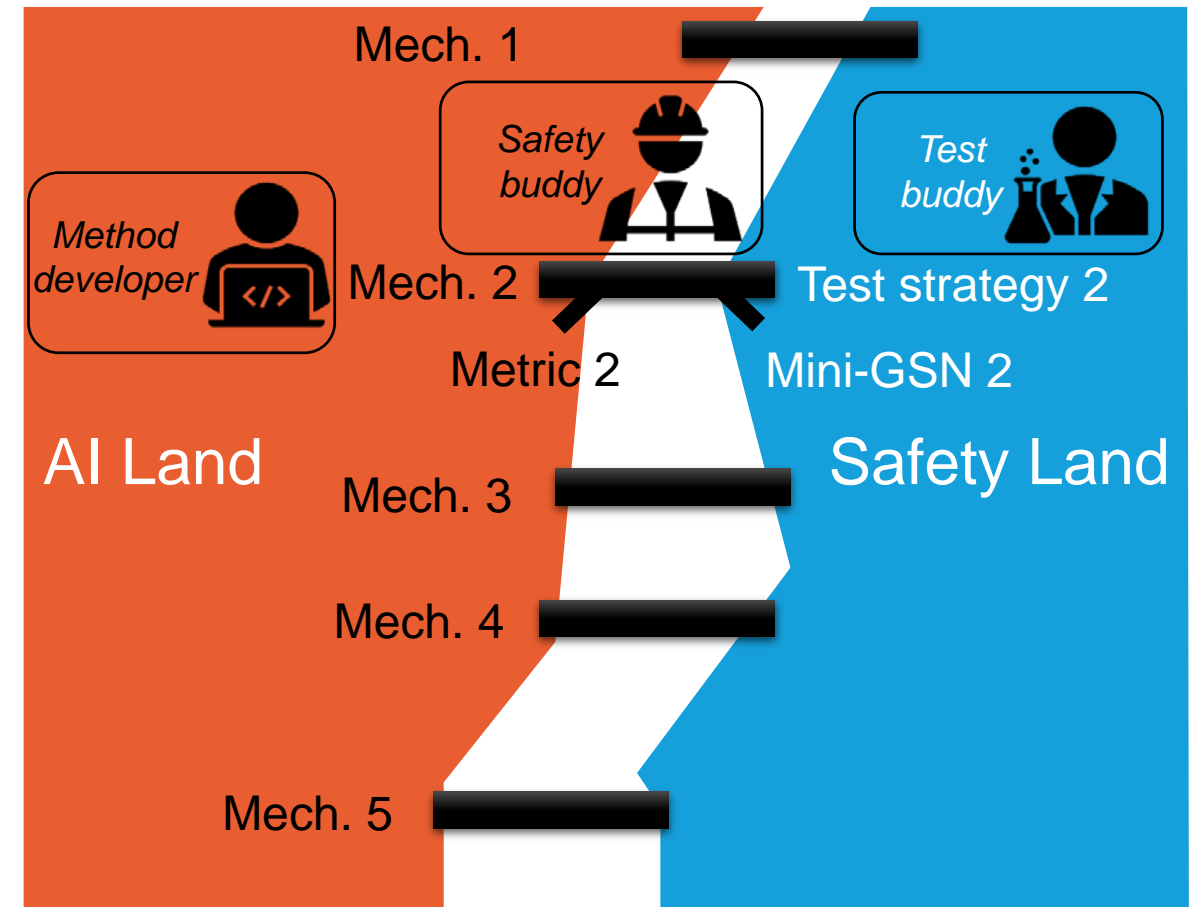 Mech. 1
Safety
buddy
Test
buddy
Method
developer
</>
Mech. 2
Test strategy 2
Metric 2
Mini-GSN 2
AI Land
Safety Land
Mech. 3
Mech. 4
Mech. 5